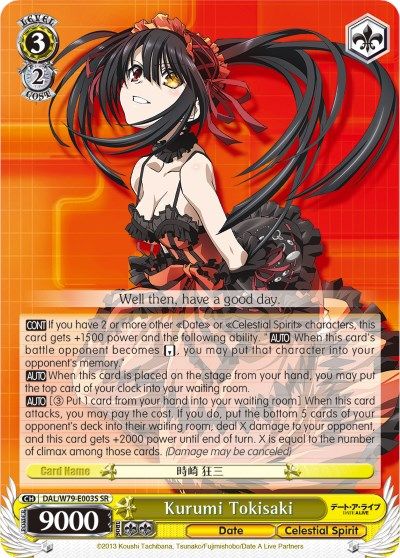 LEVEL
3
2
COST
Well then, have a good day.
CONT If you have 2 or more other «Date» or «Celestial Spirit» characters, this
card gets +1500 power and the following ability. "AUTO When this card's
battle opponent becomes [ ], you may put that character into your
opponent's memory."
AUTO When this card is placed on the stage from your hand, you may put
the top card of your clock into your waiting room.
AUTO [③ Put 1 card from your hand into your waiting room] When this card
attacks, you may pay the cost. If you do, put the bottom 5 cards of your
opponent's deck into their waiting room, deal X damage to your opponent,
and this card gets +2000 power until end of turn. X is equal to the number
of climax among those cards. (Damage may be canceled)
Card Name
時崎 狂三
CH DAL/W79-E003S SR
POWER 9000
SOUL
Kurumi Tokisaki
デート・ア・ライブ
DATE A LIVE
Date
Celestial Spirit
©2013 Koushi Tachibana, Tsunako/Fujimishobo/Date A Live Partners